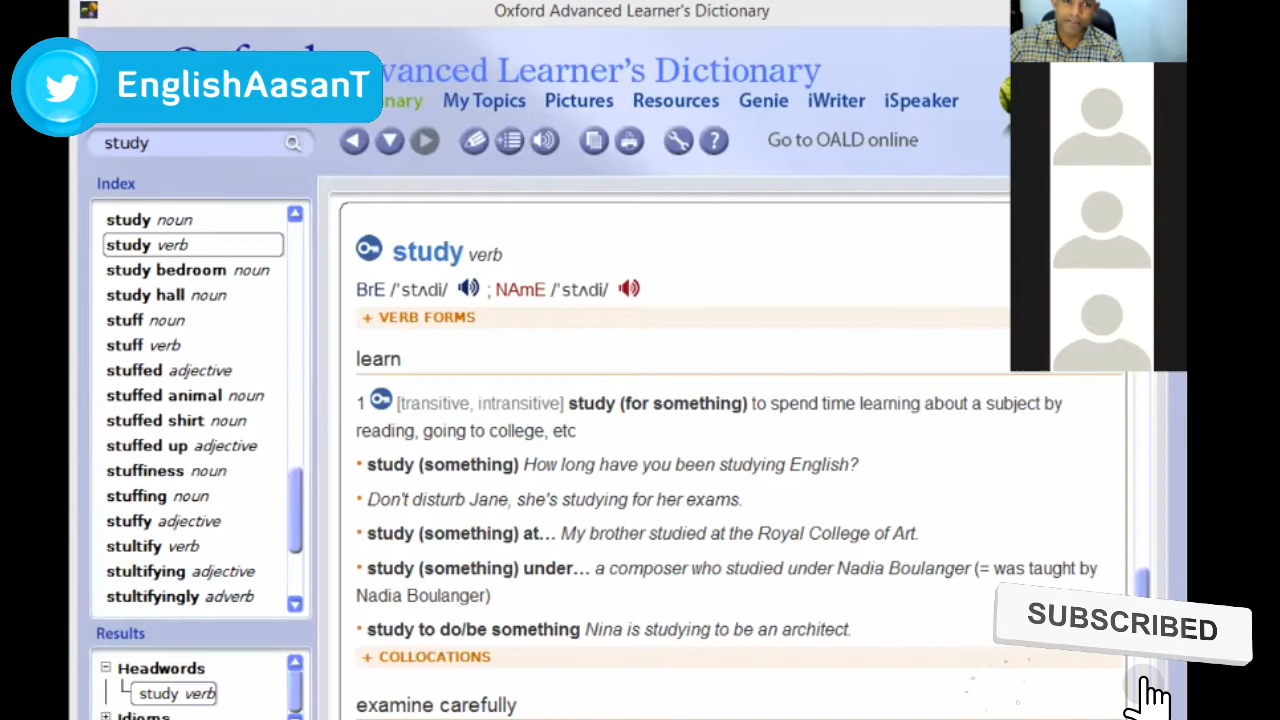 Oxford Advanced Learner's Dictionary
vanced Learner's Dictionary
EnglishAasanT
nary My Topics Pictures Resources Genie iWriter iSpeaker
study
Go to OALD online
Index
study noun
study verb
study bedroom noun
study hall noun
stuff noun
stuff verb
stuffed adjective
stuffed animal noun
stuffed shirt noun
stuffed up adjective
stuffiness noun
stuffing noun
stuffy adjective
stultify verb
stultifying adjective
stultifyingly adverb
Results
Headwords
study verb
Idioms
study verb
BrE /ˈstʌdi/ ; NAmE /ˈstʌdi/
+ VERB FORMS
learn
1 [transitive, intransitive] study (for something) to spend time learning about a subject by
reading, going to college, etc
• study (something) How long have you been studying English?
• Don't disturb Jane, she's studying for her exams.
• study (something) at… My brother studied at the Royal College of Art.
• study (something) under… a composer who studied under Nadia Boulanger (= was taught by
Nadia Boulanger)
• study to do/be something Nina is studying to be an architect.
+ COLLOCATIONS
examine carefully
SUBSCRIBED